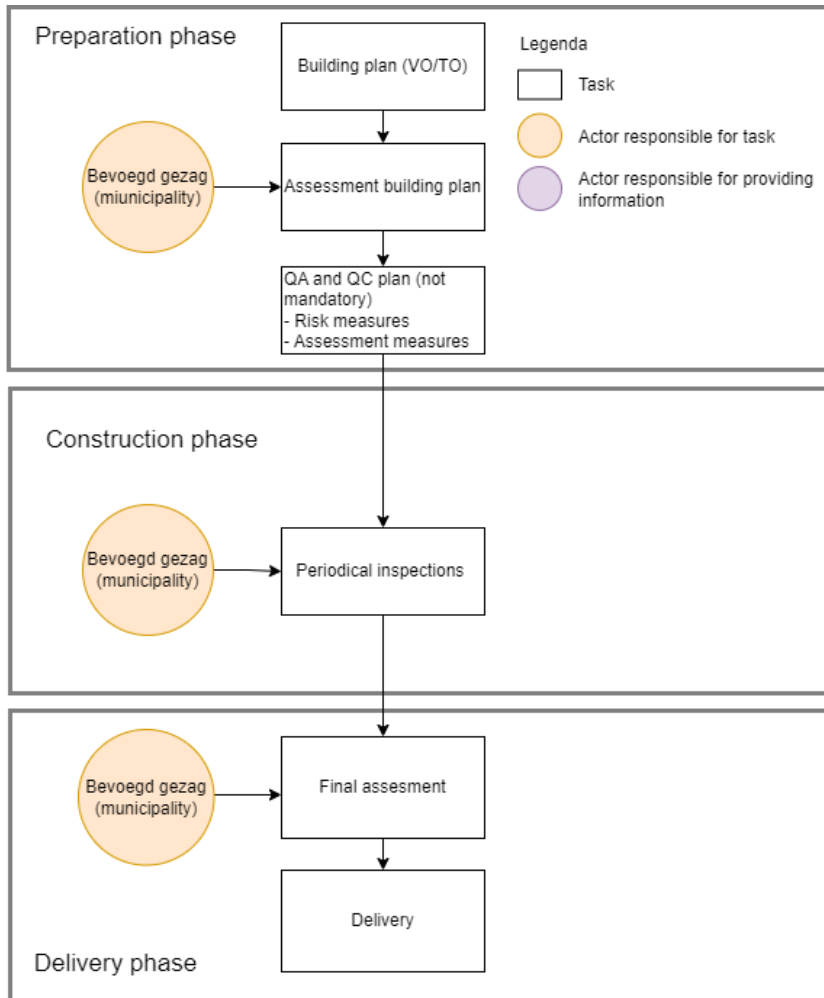 Preparation phase
Building plan (VO/TO)
Legenda
Task
Actor responsible for task
Actor responsible for providing
information
Bevoegd gezag
(miunicipality)
Assessment building plan
QA and QC plan (not
mandatory)
- Risk measures
- Assessment measures
Construction phase
Bevoegd gezag
(municipality)
Periodical inspections
Bevoegd gezag
(municipality)
Final assesment
Delivery
Delivery phase